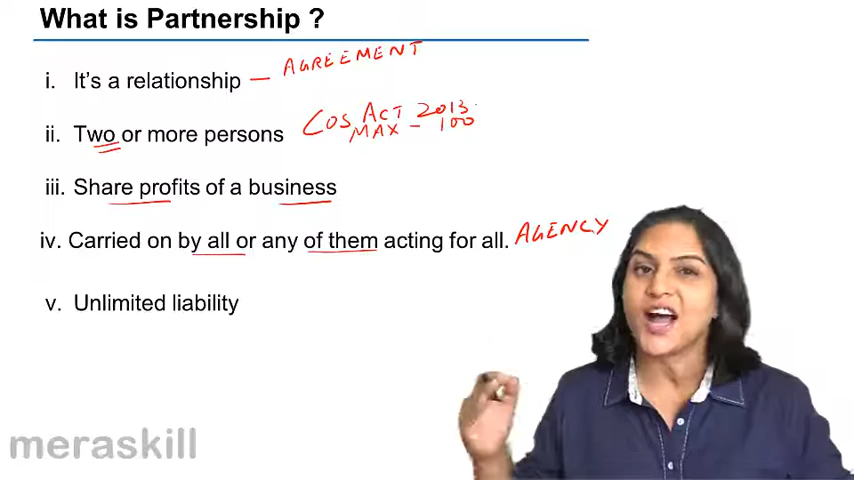 What is Partnership ?
i. It's a relationship – AGREEMENT
ii. Two or more persons COS ACT 2013
MAX – 100
iii. Share profits of a business
iv. Carried on by all or any of them acting for all. AGENCY
v. Unlimited liability
meraskill